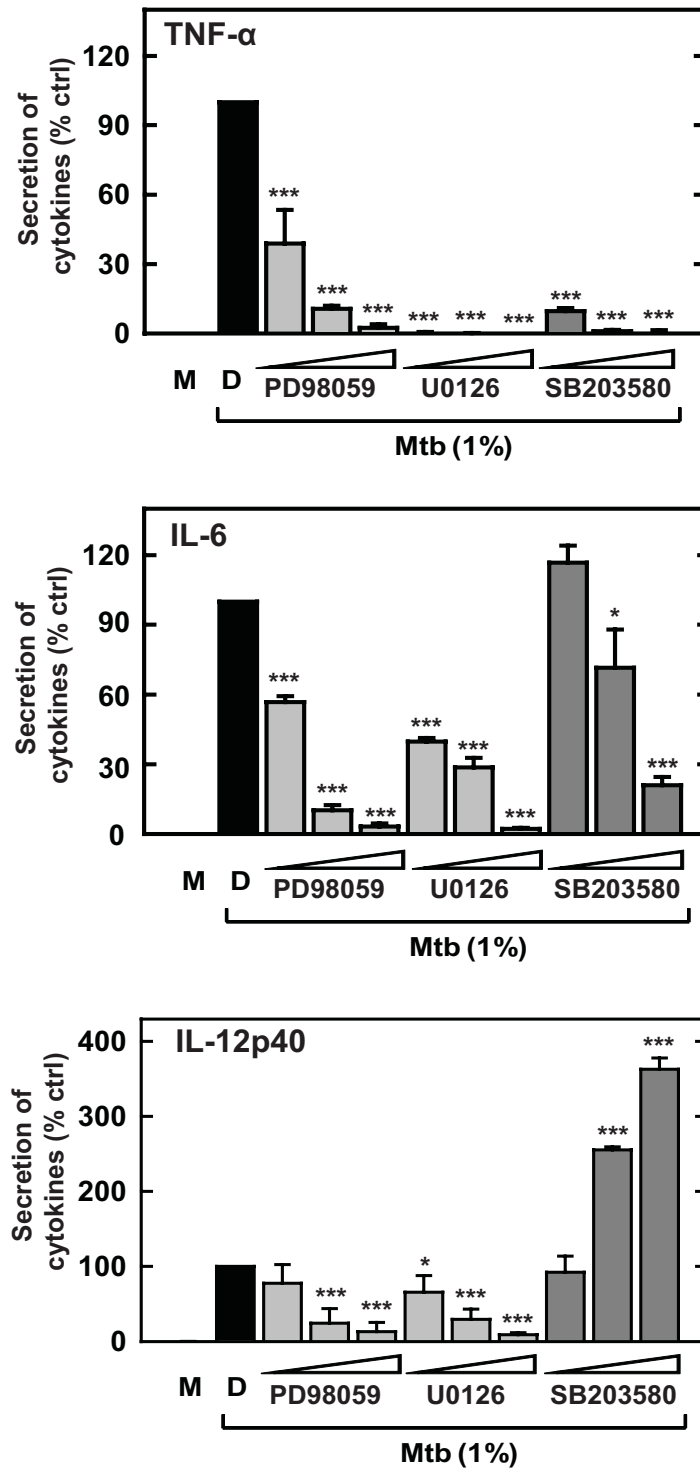 TNF-α
Secretion of
cytokines (% ctrl)
120
90
60
30
0
*** *** *** *** *** *** *** *** ***
M D PD98059 U0126 SB203580
Mtb (1%)
IL-6
Secretion of
cytokines (% ctrl)
120
90
60
30
0
*** *** *** *** *** *** * ***
M D PD98059 U0126 SB203580
Mtb (1%)
IL-12p40
Secretion of
cytokines (% ctrl)
400
300
200
100
0
*** *** * *** *** *** ***
M D PD98059 U0126 SB203580
Mtb (1%)